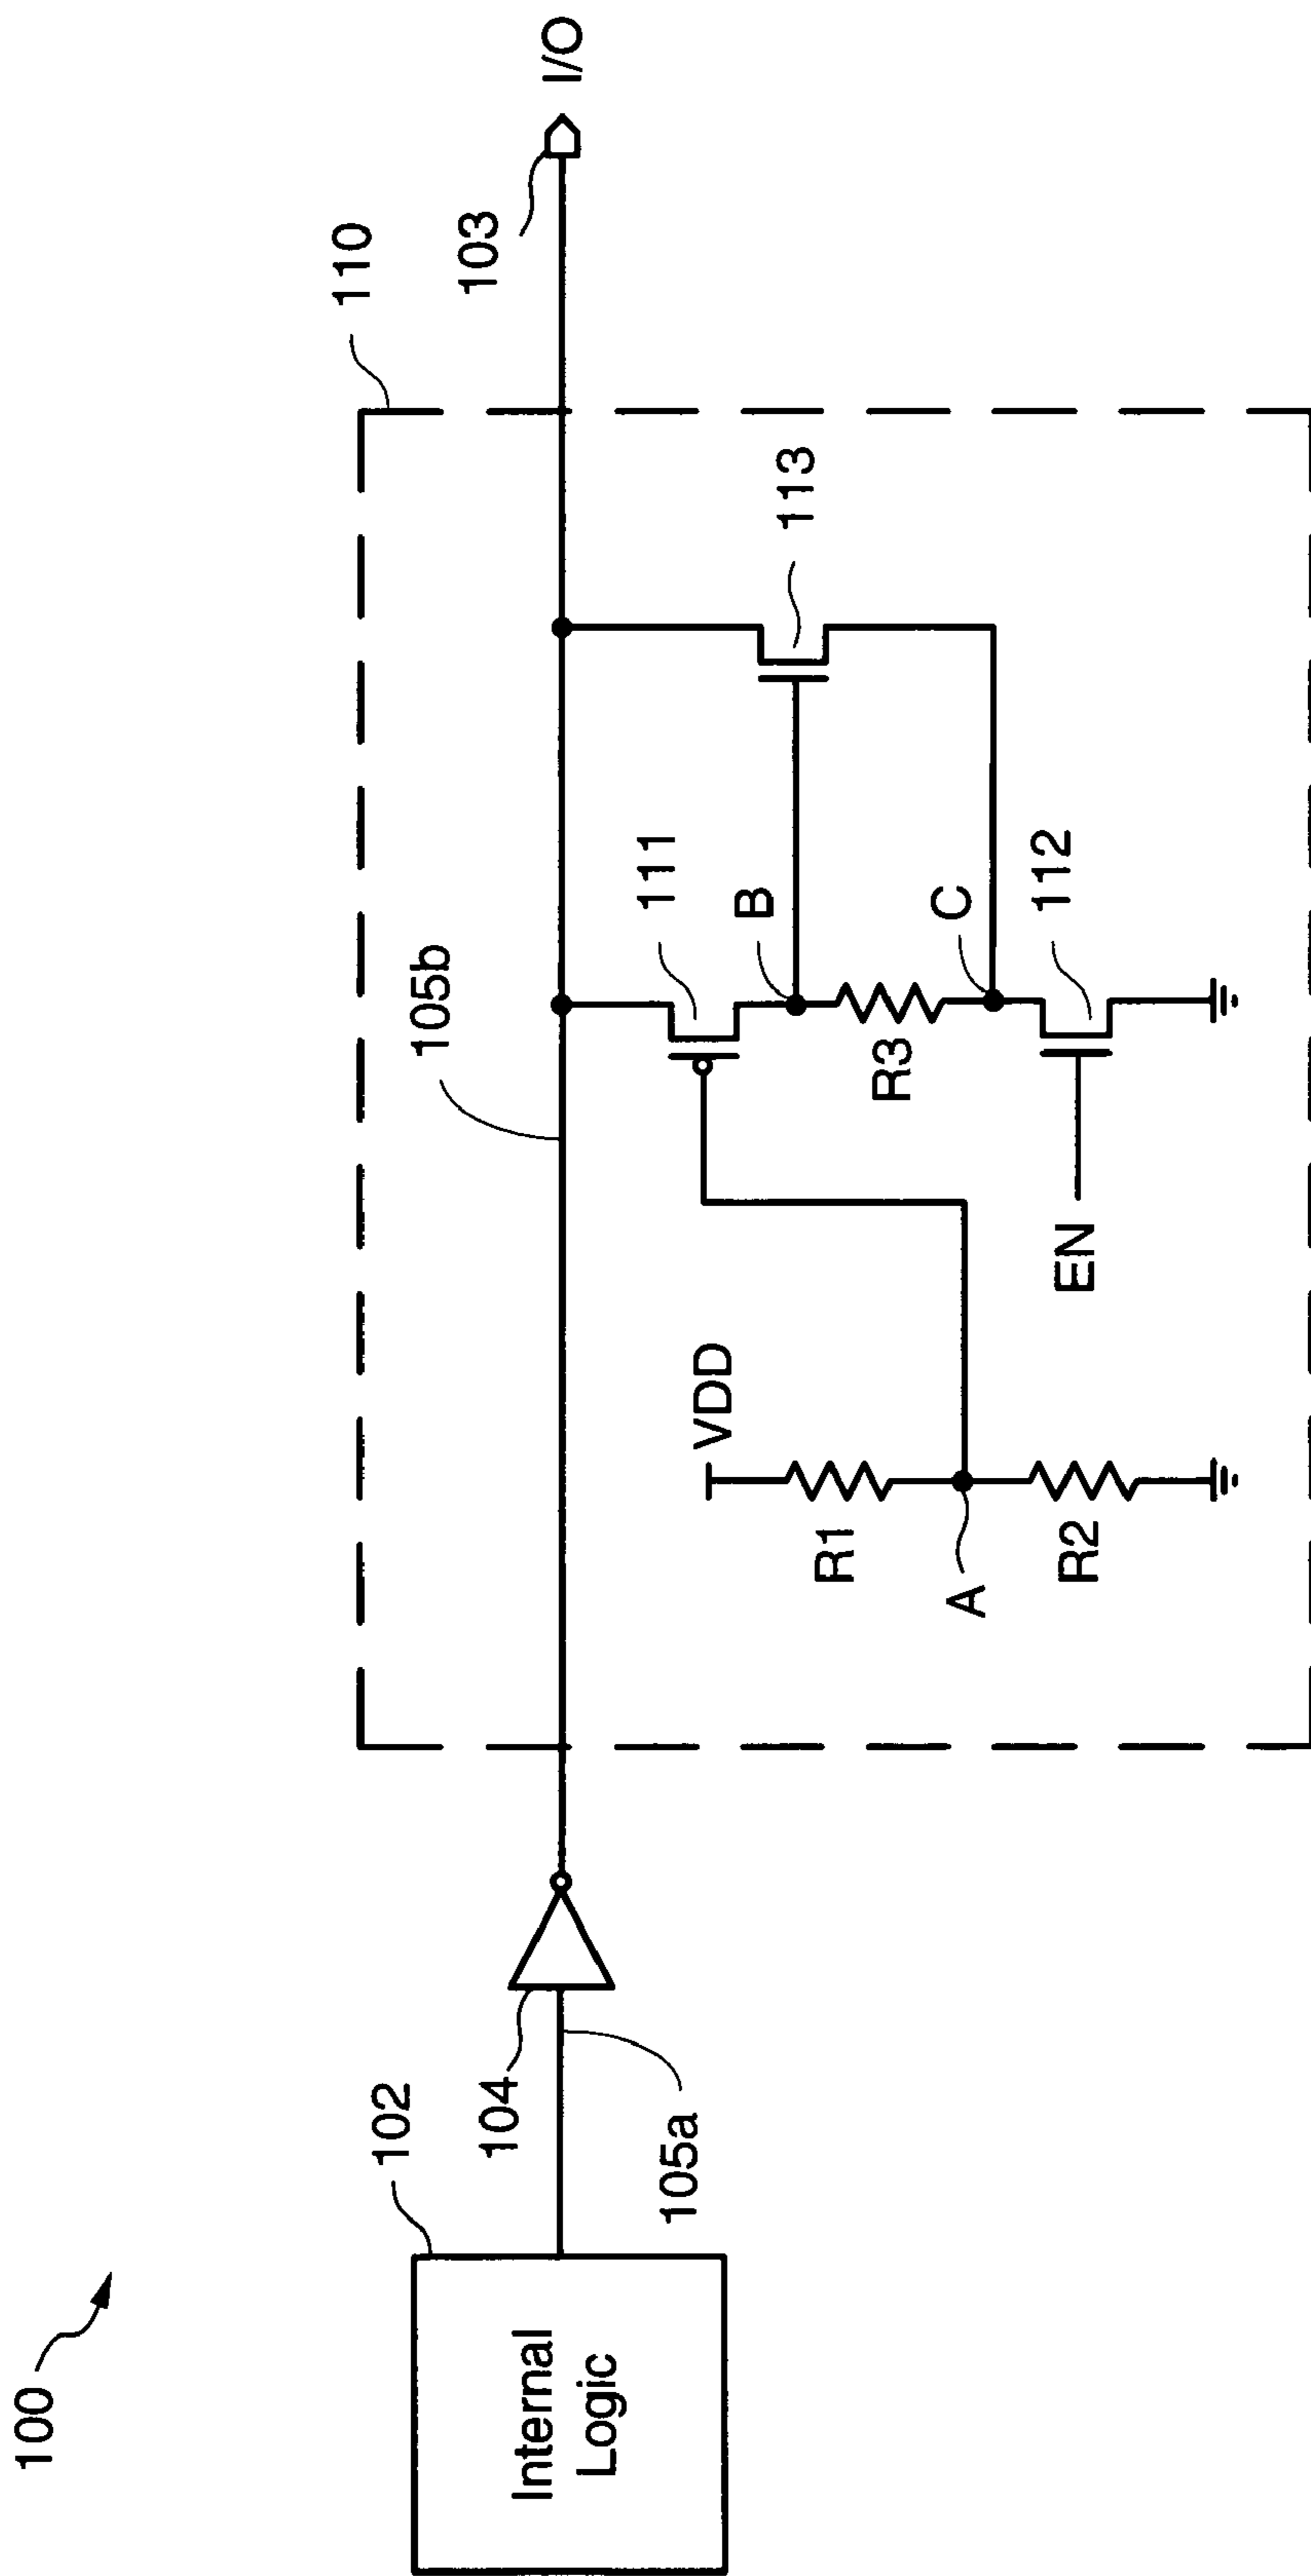 100
102
Internal
Logic
104
105a
105b
110
103
I/O
111
113
B
VDD
R1
R3
C
A
R2
EN
112